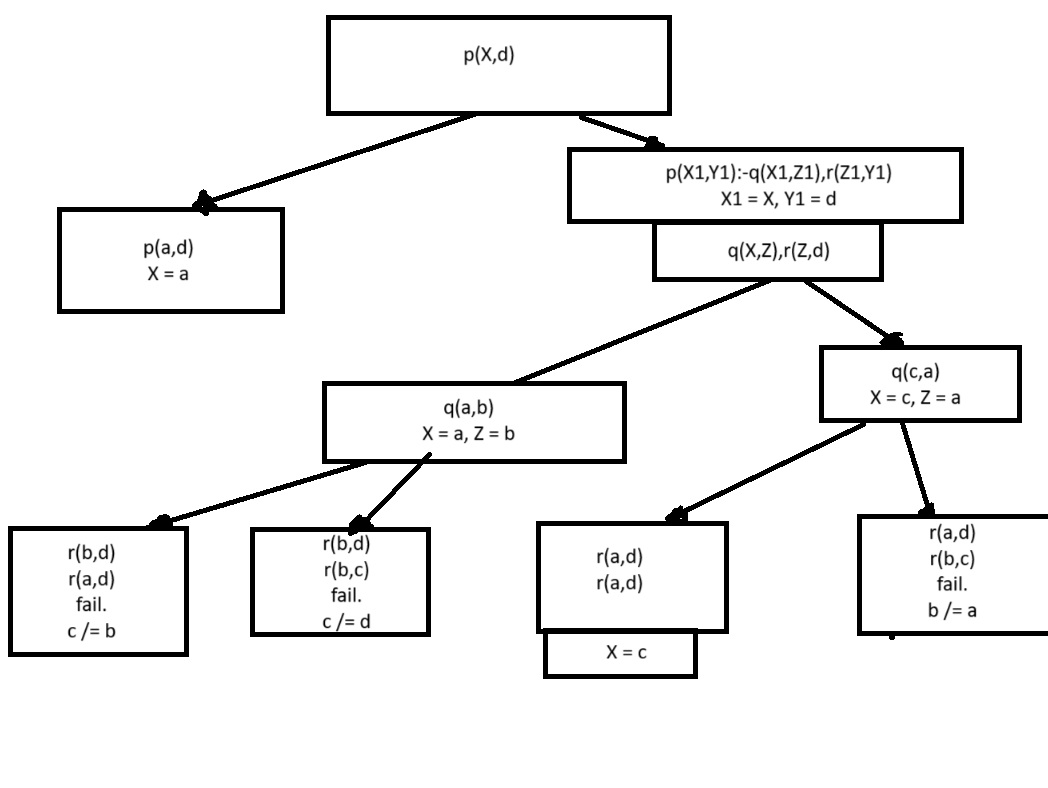 p(X,d)
p(X1,Y1):-q(X1,Z1),r(Z1,Y1)
X1 = X, Y1 = d
q(X,Z),r(Z,d)
p(a,d)
X = a
q(a,b)
X = a, Z = b
q(c,a)
X = c, Z = a
r(b,d)
r(a,d)
fail.
c /= b
r(b,d)
r(b,c)
fail.
c /= d
r(a,d)
r(a,d)
X = c
r(a,d)
r(b,c)
fail.
b /= a